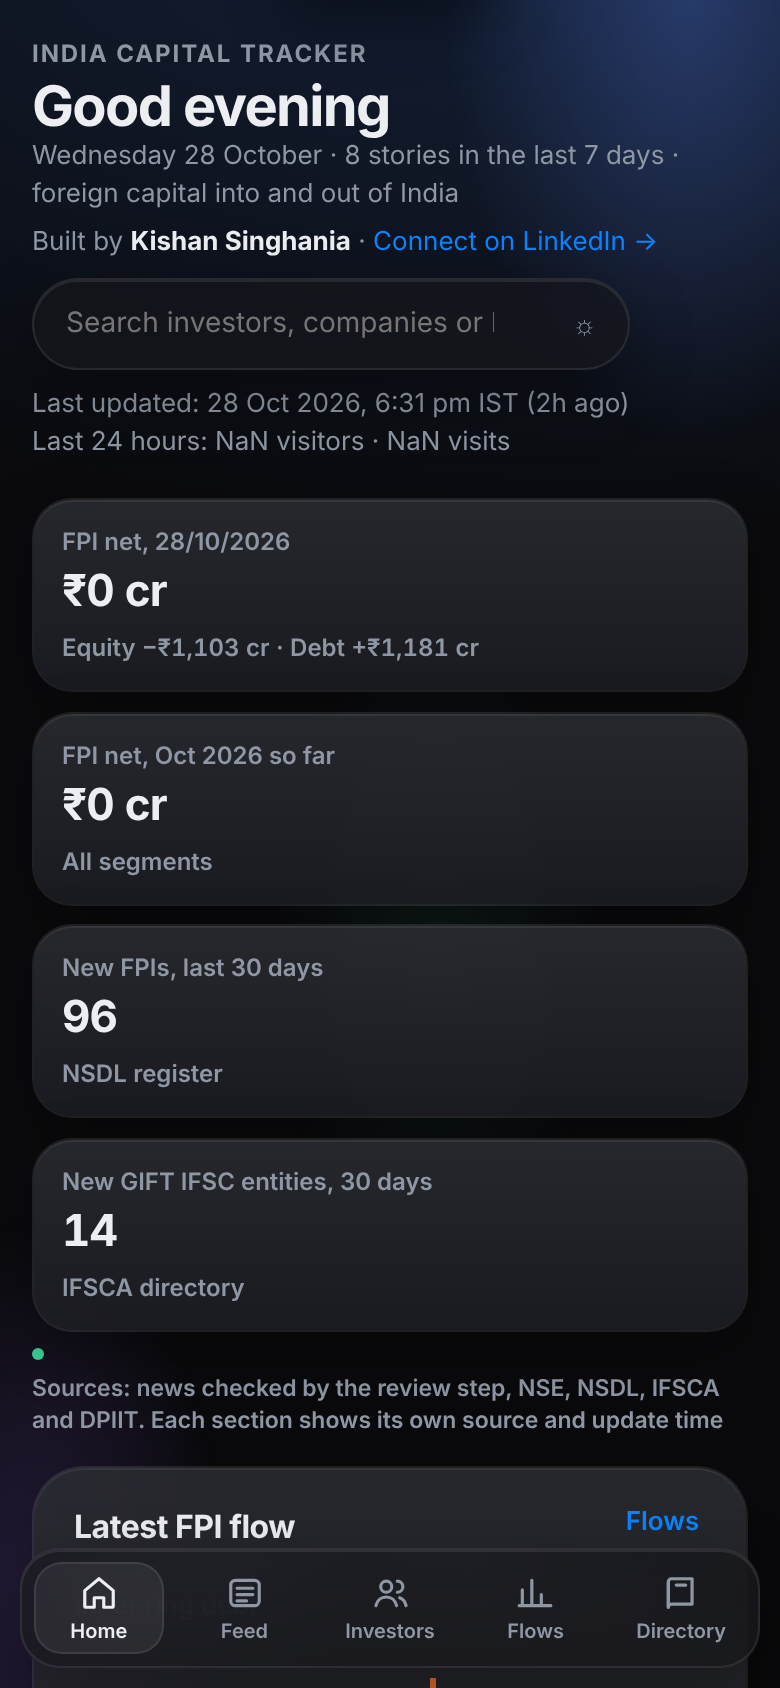 INDIA CAPITAL TRACKER
Good evening
Wednesday 28 October · 8 stories in the last 7 days ·
foreign capital into and out of India
Built by Kishan Singhania · Connect on LinkedIn →
Search investors, companies or
Last updated: 28 Oct 2026, 6:31 pm IST (2h ago)
Last 24 hours: NaN visitors · NaN visits
FPI net, 28/10/2026
₹0 cr
Equity −₹1,103 cr · Debt +₹1,181 cr
FPI net, Oct 2026 so far
₹0 cr
All segments
New FPIs, last 30 days
96
NSDL register
New GIFT IFSC entities, 30 days
14
IFSCA directory
Sources: news checked by the review step, NSE, NSDL, IFSCA
and DPIIT. Each section shows its own source and update time
Latest FPI flow
Flows
Home
Feed
Investors
Flows
Directory